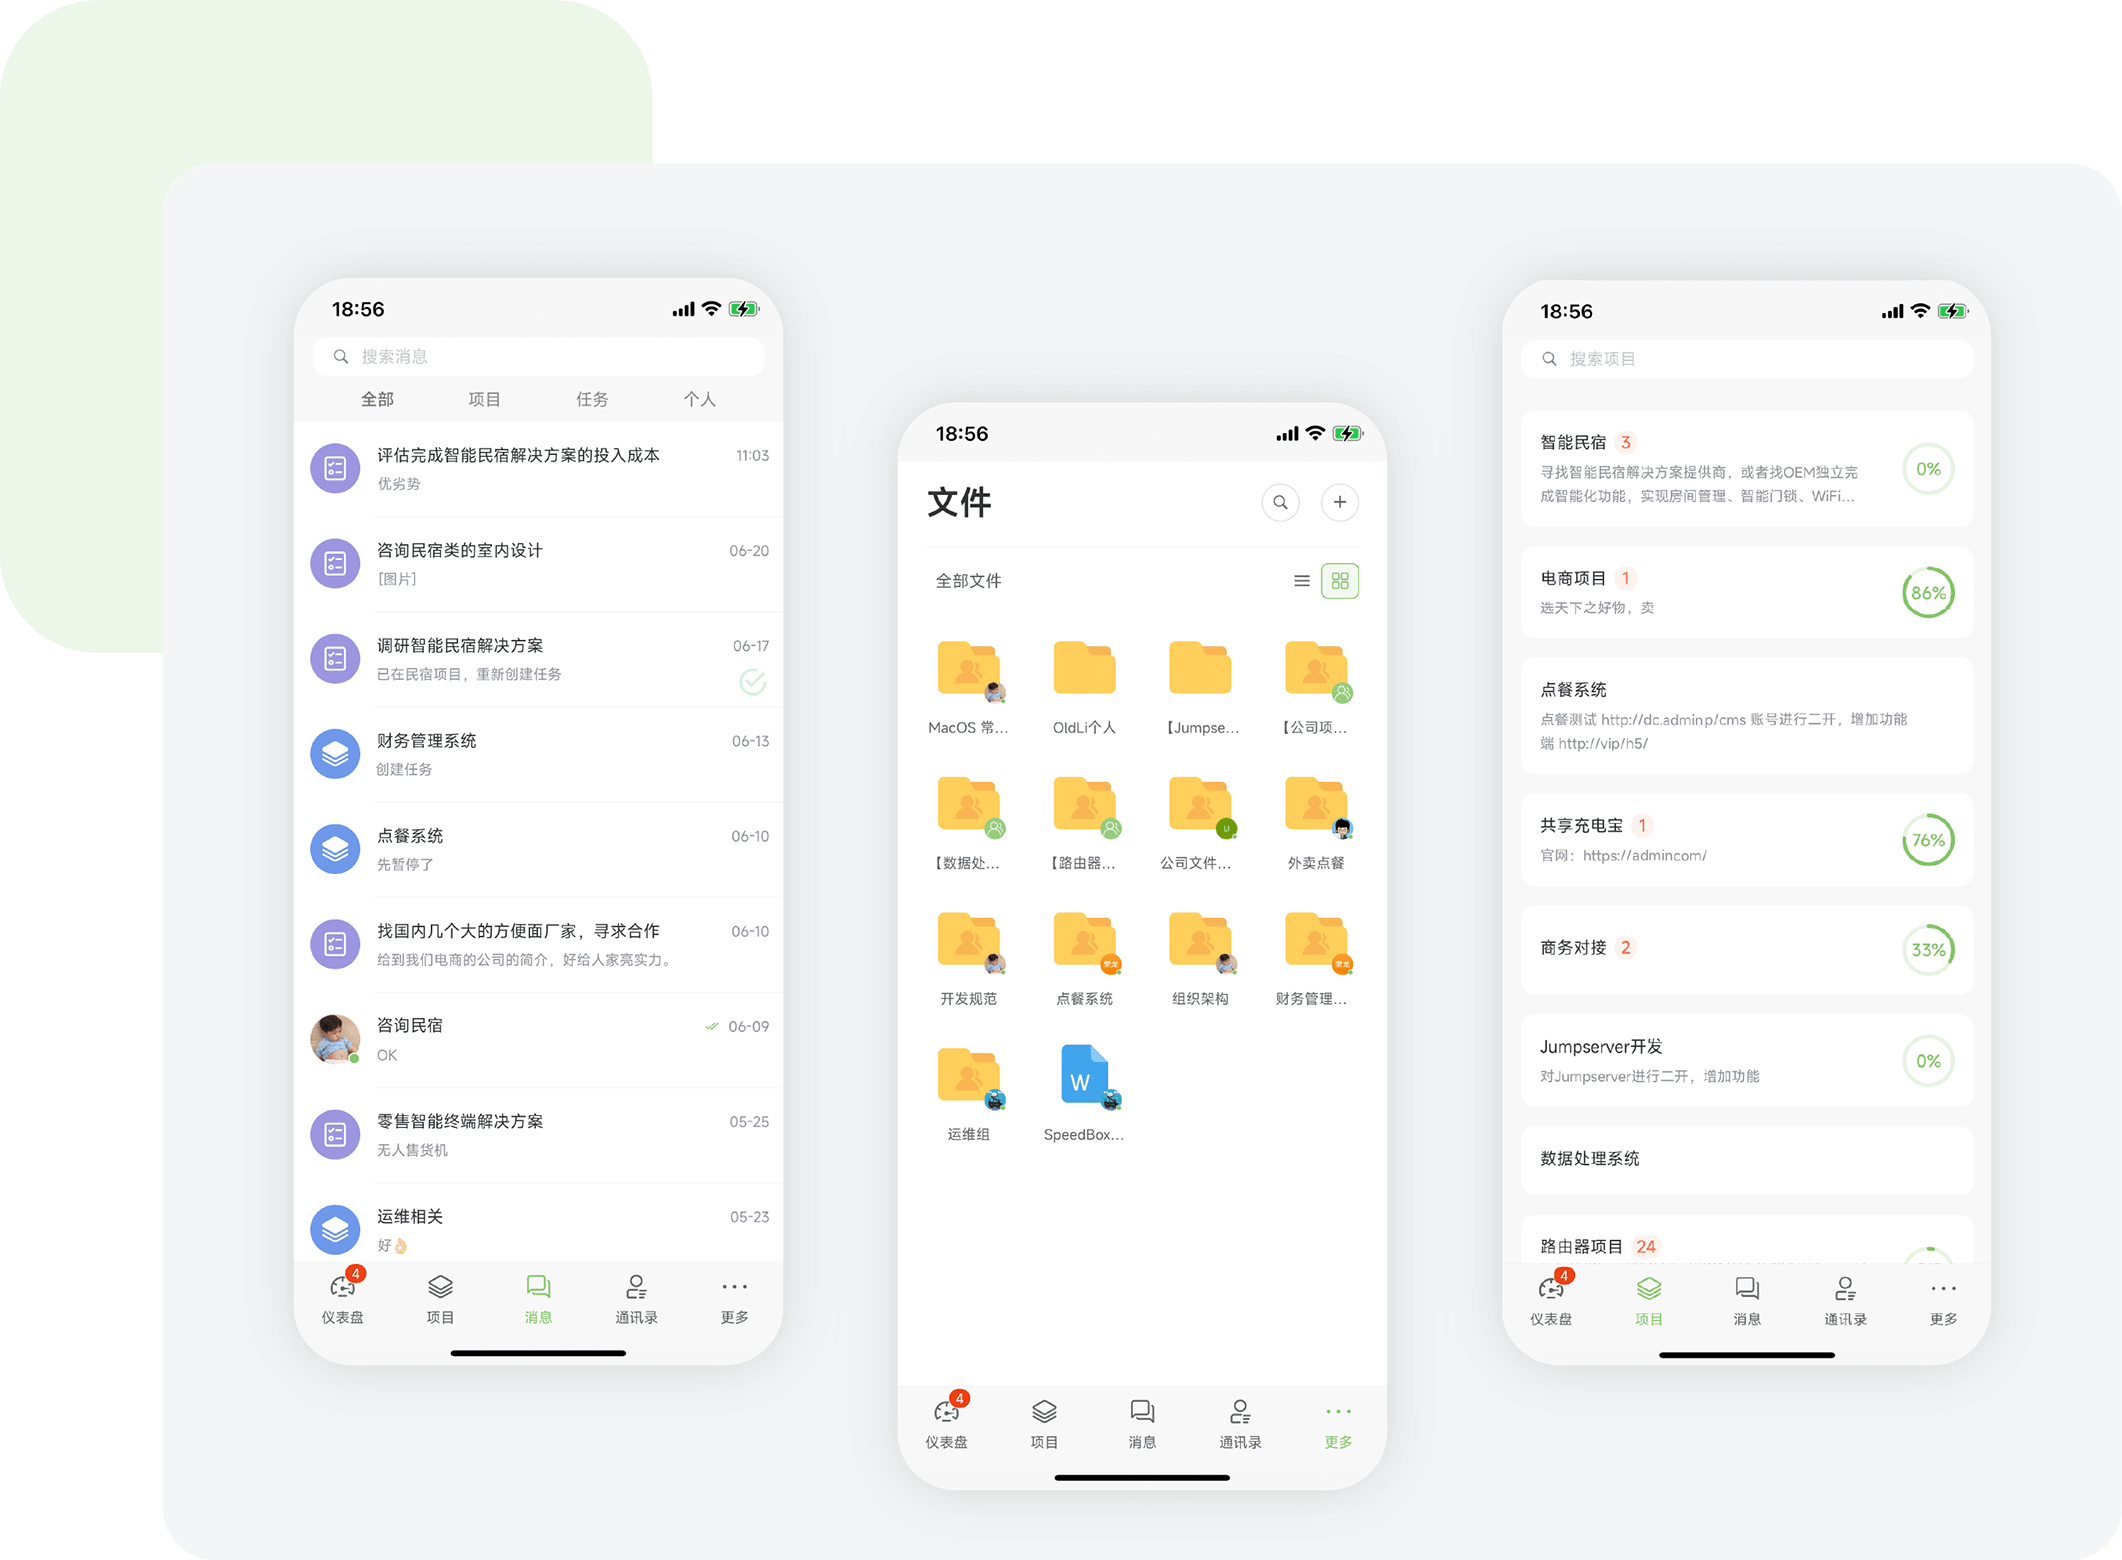 18:56
搜索消息
全部 项目 任务 个人
评估完成智能民宿解决方案的投入成本 11:03
优劣势
咨询民宿类的室内设计 06-20
[图片]
调研智能民宿解决方案 06-17
已在民宿项目，重新创建任务
财务管理系统 06-13
创建任务
点餐系统 06-10
先暂停了
找国内几个大的方便面厂家，寻求合作 06-10
给到我们电商的公司的简介，好给人家亮实力。
咨询民宿 06-09
OK
零售智能终端解决方案 05-25
无人售货机
运维相关 05-23
好👌🏻
4
仪表盘 项目 消息 通讯录 更多
18:56
文件
全部文件
MacOS 常... OldLi个人 【Jumpse... 【公司项...
LI
【数据处... 【路由器... 公司文件... 外卖点餐
荣龙 荣龙
开发规范 点餐系统 组织架构 财务管理...
W
运维组 SpeedBox...
4
仪表盘 项目 消息 通讯录 更多
18:56
搜索项目
智能民宿 3
寻找智能民宿解决方案提供商，或者找OEM独立完
成智能化功能，实现房间管理、智能门锁、WiFi...
0%
电商项目 1
选天下之好物，卖
86%
点餐系统
点餐测试 http://dc.adminp/cms 账号进行二开，增加功能
端 http://vip/h5/
共享充电宝 1
官网：https://admincom/
76%
商务对接 2
33%
Jumpserver开发
对Jumpserver进行二开，增加功能
0%
数据处理系统
路由器项目 24
4
仪表盘 项目 消息 通讯录 更多